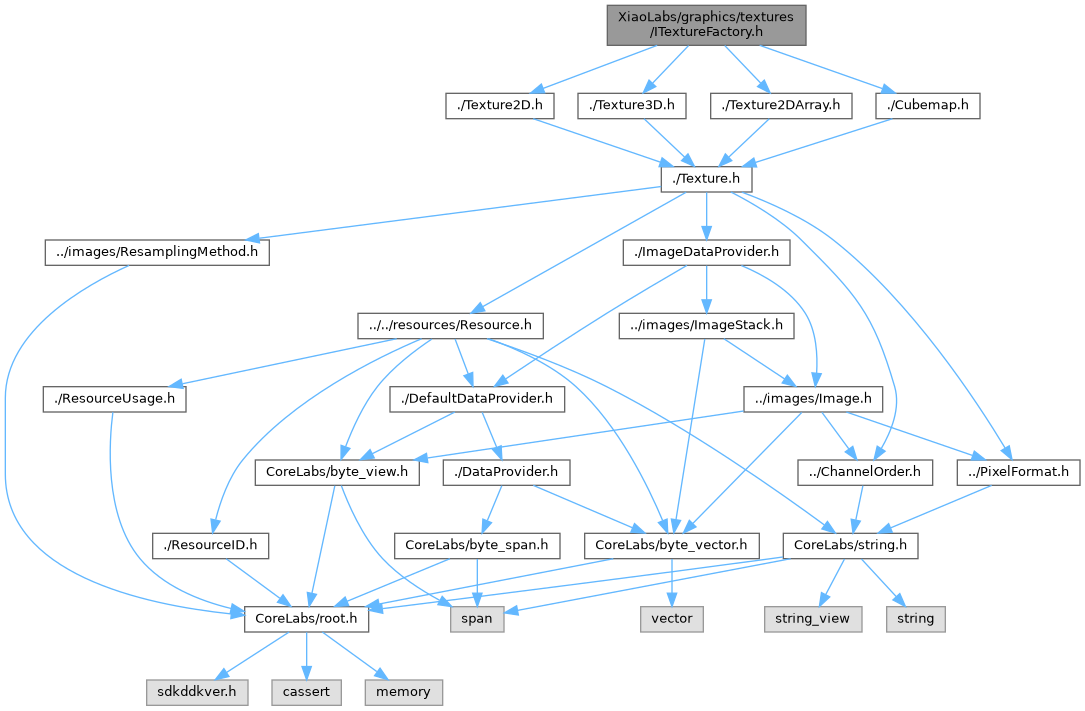 XiaoLabs/graphics/textures
/ITextureFactory.h
./Texture2D.h
./Texture3D.h
./Texture2DArray.h
./Cubemap.h
./Texture.h
../images/ResamplingMethod.h
./ImageDataProvider.h
../../resources/Resource.h
../images/ImageStack.h
./ResourceUsage.h
./DefaultDataProvider.h
../images/Image.h
CoreLabs/byte_view.h
./DataProvider.h
../ChannelOrder.h
../PixelFormat.h
./ResourceID.h
CoreLabs/byte_span.h
CoreLabs/byte_vector.h
CoreLabs/string.h
CoreLabs/root.h
span
vector
string_view
string
sdkddkver.h
cassert
memory